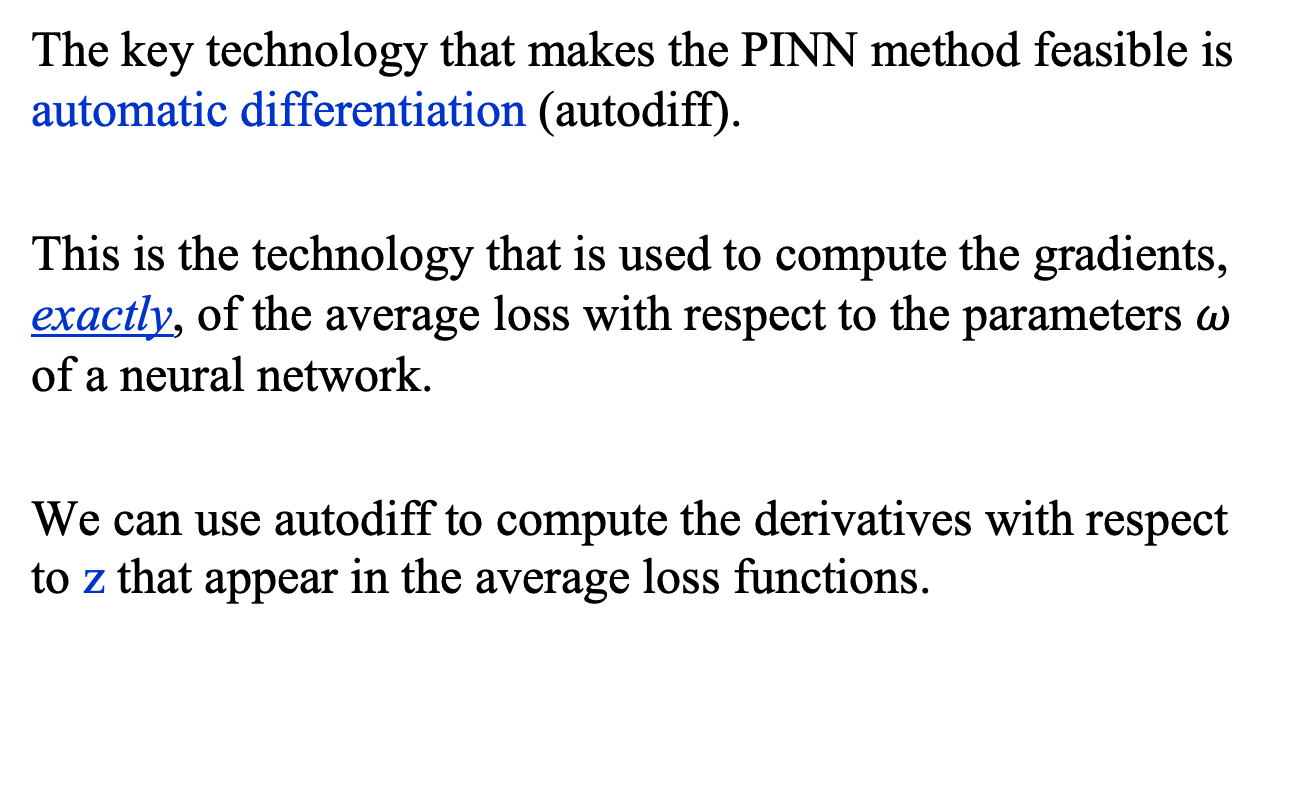 The key technology that makes the PINN method feasible is
automatic differentiation (autodiff).
This is the technology that is used to compute the gradients,
exactly, of the average loss with respect to the parameters ω
of a neural network.
We can use autodiff to compute the derivatives with respect
to z that appear in the average loss functions.